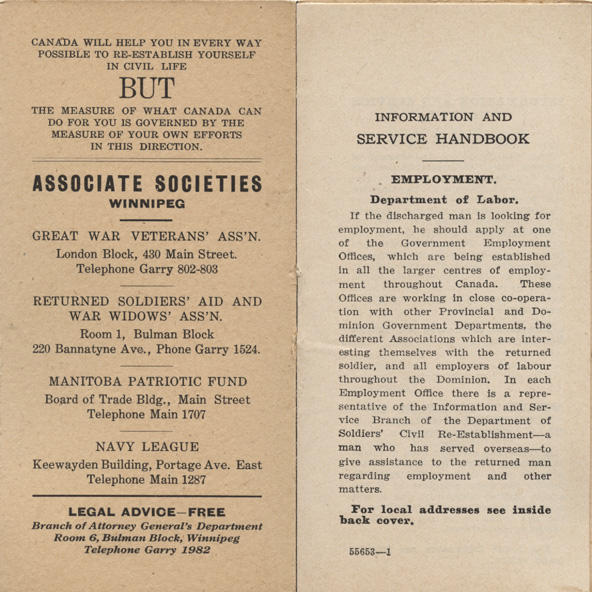 CANADA WILL HELP YOU IN EVERY WAY
POSSIBLE TO RE-ESTABLISH YOURSELF
IN CIVIL LIFE
BUT
THE MEASURE OF WHAT CANADA CAN
DO FOR YOU IS GOVERNED BY THE
MEASURE OF YOUR OWN EFFORTS
IN THIS DIRECTION.
ASSOCIATE SOCIETIES
WINNIPEG
GREAT WAR VETERANS' ASS'N.
London Block, 430 Main Street.
Telephone Garry 802-803
RETURNED SOLDIERS' AID AND
WAR WIDOWS' ASS'N.
Room 1, Bulman Block
220 Bannatyne Ave., Phone Garry 1524.
MANITOBA PATRIOTIC FUND
Board of Trade Bldg., Main Street
Telephone Main 1707
NAVY LEAGUE
Keewayden Building, Portage Ave. East
Telephone Main 1287
LEGAL ADVICE—FREE
Branch of Attorney General's Department
Room 6, Bulman Block, Winnipeg
Telephone Garry 1982
INFORMATION AND
SERVICE HANDBOOK
EMPLOYMENT.
Department of Labor.
If the discharged man is looking for
employment, he should apply at one
of the Government Employment
Offices, which are being established
in all the larger centres of employ-
ment throughout Canada. These
Offices are working in close co-opera-
tion with other Provincial and Do-
minion Government Departments, the
different Associations which are inter-
esting themselves with the returned
soldier, and all employers of labour
throughout the Dominion. In each
Employment Office there is a repre-
sentative of the Information and Ser-
vice Branch of the Department of
Soldiers' Civil Re-Establishment—a
man who has served overseas—to
give assistance to the returned man
regarding employment and other
matters.
For local addresses see inside
back cover.
55653—1